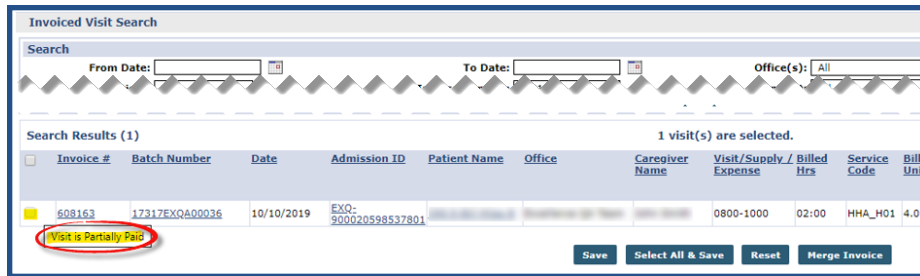 Invoiced Visit Search
Search
From Date: To Date: Office(s): All
Search Results (1) 1 visit(s) are selected.
Invoice # Batch Number Date Admission ID Patient Name Office Caregiver Name Visit/Supply / Expense Billed Hrs Service Code Bill Uni
608163 17317EXQA00036 10/10/2019 EXQ-900020598537801 0800-1000 02:00 HHA_H01 4.0
Visit is Partially Paid
Save Select All & Save Reset Merge Invoice